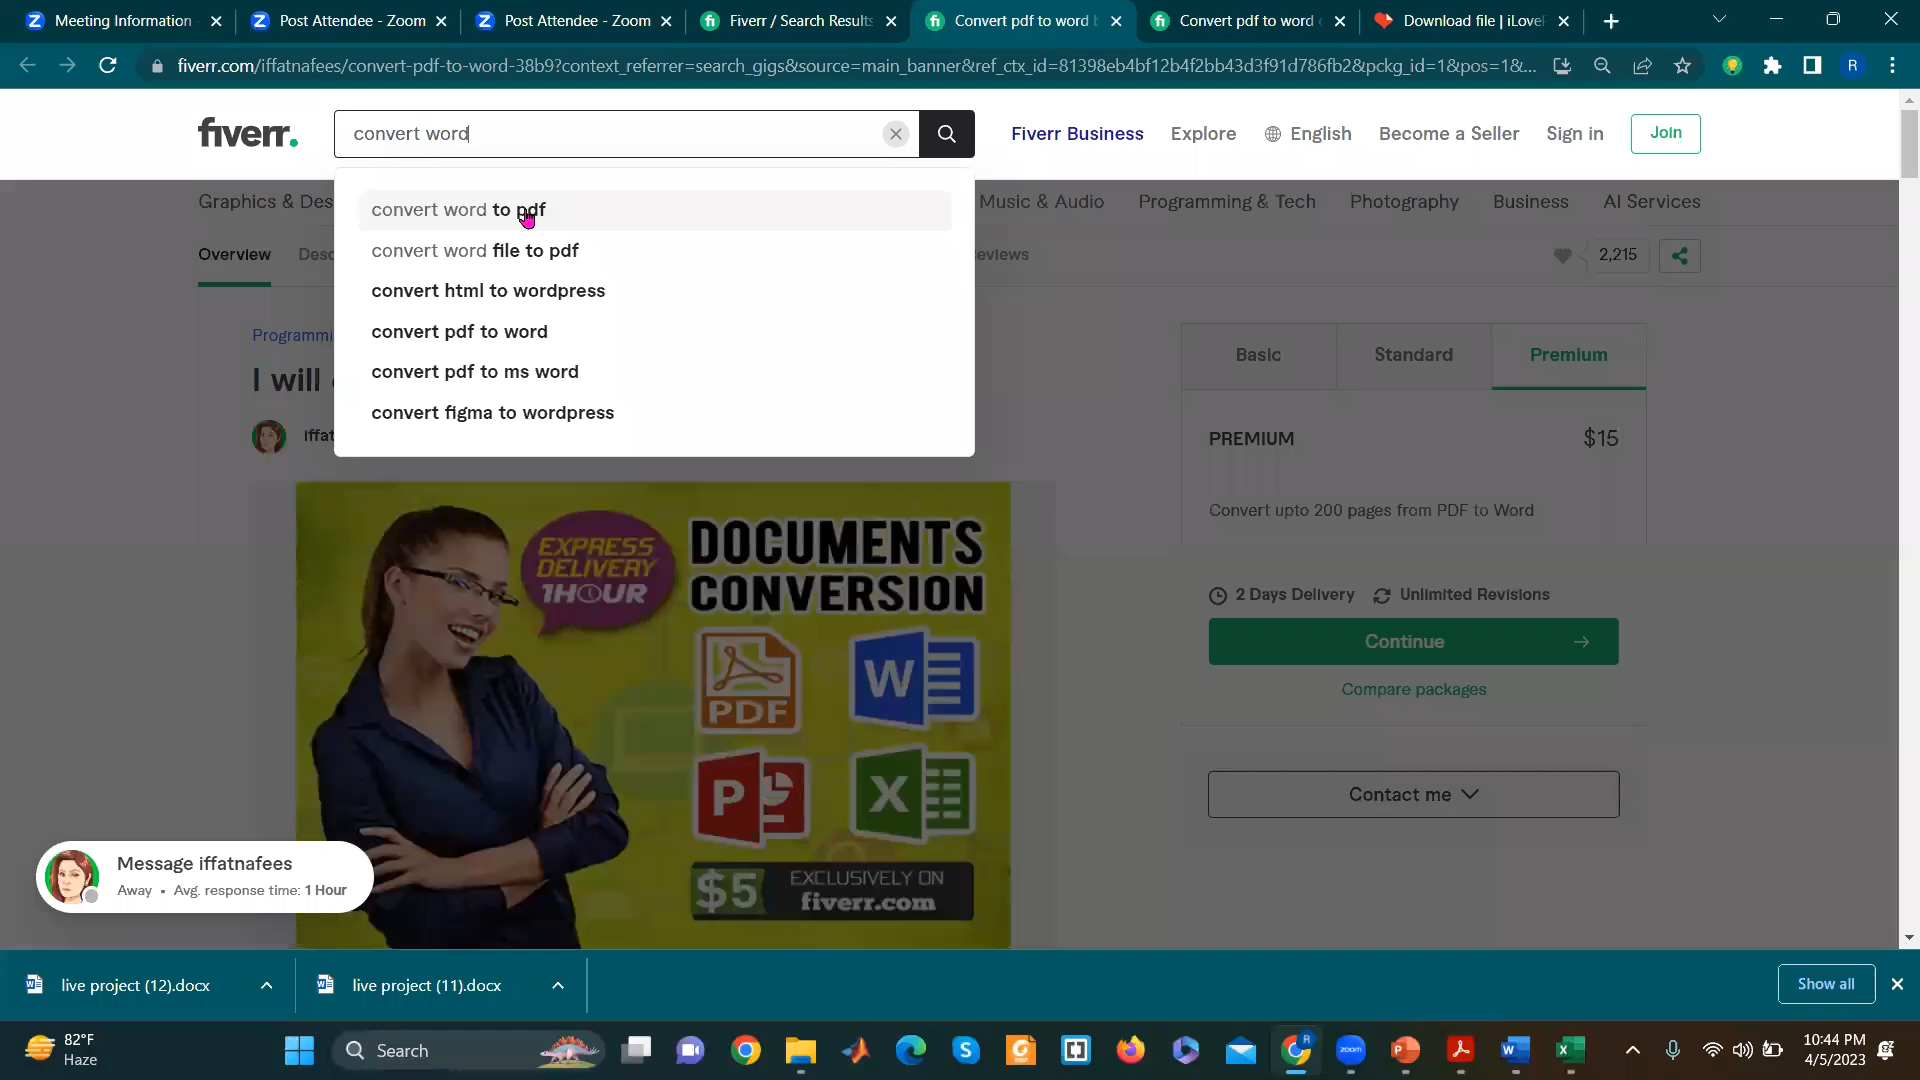 Meeting Information
Post Attendee - Zoom
Post Attendee - Zoom
Fiverr / Search Results
Convert pdf to word
Convert pdf to word
Download file | iLove
fiverr.com/iffatnafees/convert-pdf-to-word-38b9?context_referrer=search_gigs&source=main_banner&ref_ctx_id=81398eb4bf12b4f2bb43d3f91d786fb2&pckg_id=1&pos=1&...
R
fiverr.
convert word
Fiverr Business
Explore
English
Become a Seller
Sign in
Join
Graphics & Des
Music & Audio
Programming & Tech
Photography
Business
AI Services
convert word to pdf
convert word file to pdf
convert html to wordpress
convert pdf to word
convert pdf to ms word
convert figma to wordpress
Overview
Desc
eviews
2,215
Programmi
I will
iffat
Basic
Standard
Premium
PREMIUM
$15
Convert upto 200 pages from PDF to Word
2 Days Delivery
Unlimited Revisions
Continue
Compare packages
Contact me
EXPRESS
DELIVERY
1HOUR
DOCUMENTS
CONVERSION
PDF
W
P
X
$5
EXCLUSIVELY ON
fiverr.com
Message iffatnafees
Away • Avg. response time: 1 Hour
live project (12).docx
live project (11).docx
Show all
82°F
Haze
Search
zoom
10:44 PM
4/5/2023